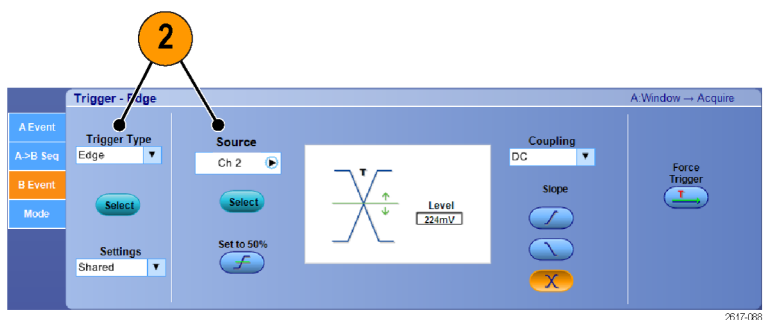 2
Trigger - Edge
A:Window → Acquire
A Event
A->B Seq
B Event
Mode
Trigger Type
Edge
Select
Settings
Shared
Source
Ch 2
Select
Set to 50%
T
Level
224mV
Coupling
DC
Slope
Force
Trigger
T
2617-088